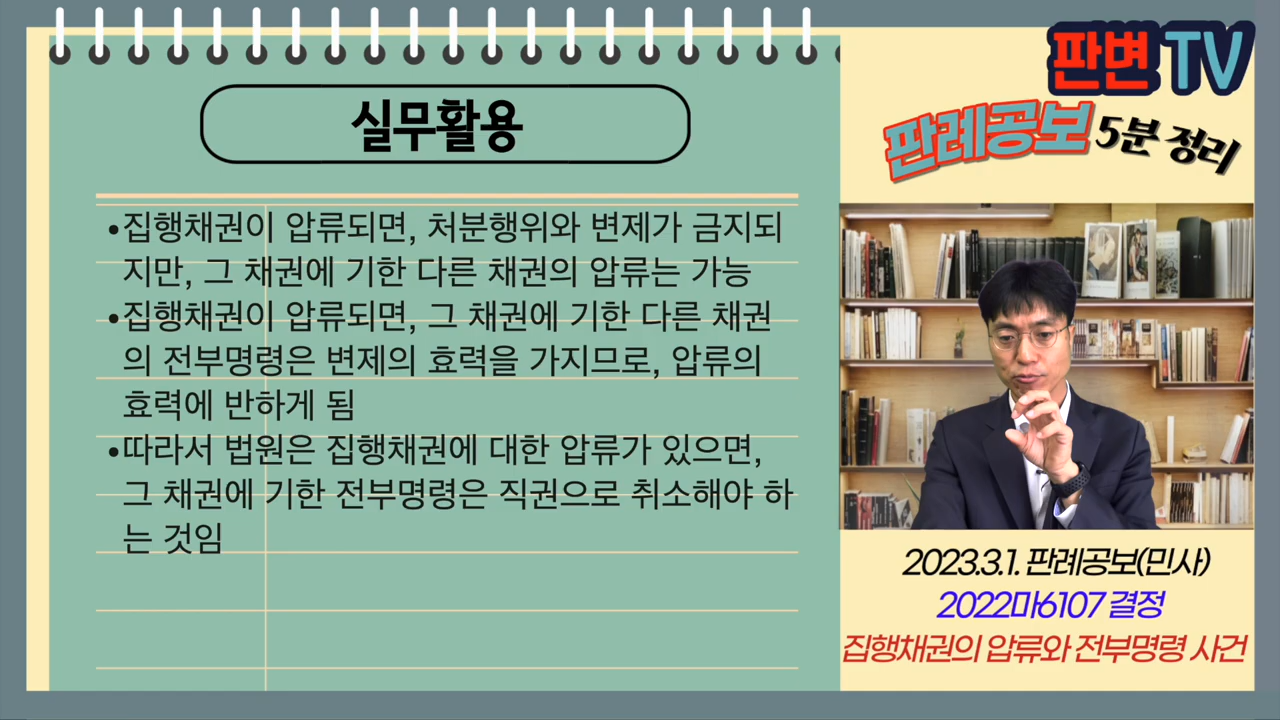 실무활용
•집행채권이 압류되면, 처분행위와 변제가 금지되
지만, 그 채권에 기한 다른 채권의 압류는 가능
•집행채권이 압류되면, 그 채권에 기한 다른 채권
의 전부명령은 변제의 효력을 가지므로, 압류의
효력에 반하게 됨
•따라서 법원은 집행채권에 대한 압류가 있으면,
그 채권에 기한 전부명령은 직권으로 취소해야 하
는 것임
판변 TV
판례공보 5분 정리
2023.3.1. 판례공보(민사)
2022마6107 결정
집행채권의 압류와 전부명령 사건